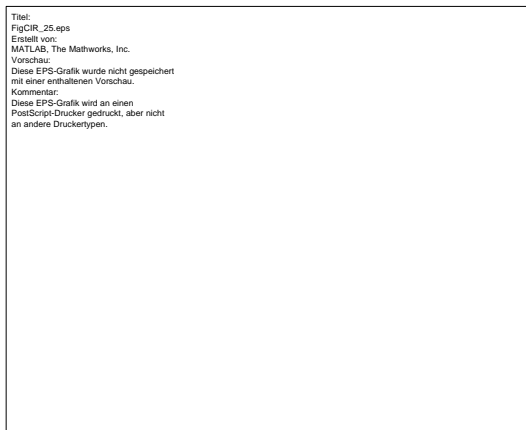 Titel:
FigCIR_25.eps
Erstellt von:
MATLAB, The Mathworks, Inc.
Vorschau:
Diese EPS-Grafik wurde nicht gespeichert
mit einer enthaltenen Vorschau.
Kommentar:
Diese EPS-Grafik wird an einen
PostScript-Drucker gedruckt, aber nicht
an andere Druckertypen.